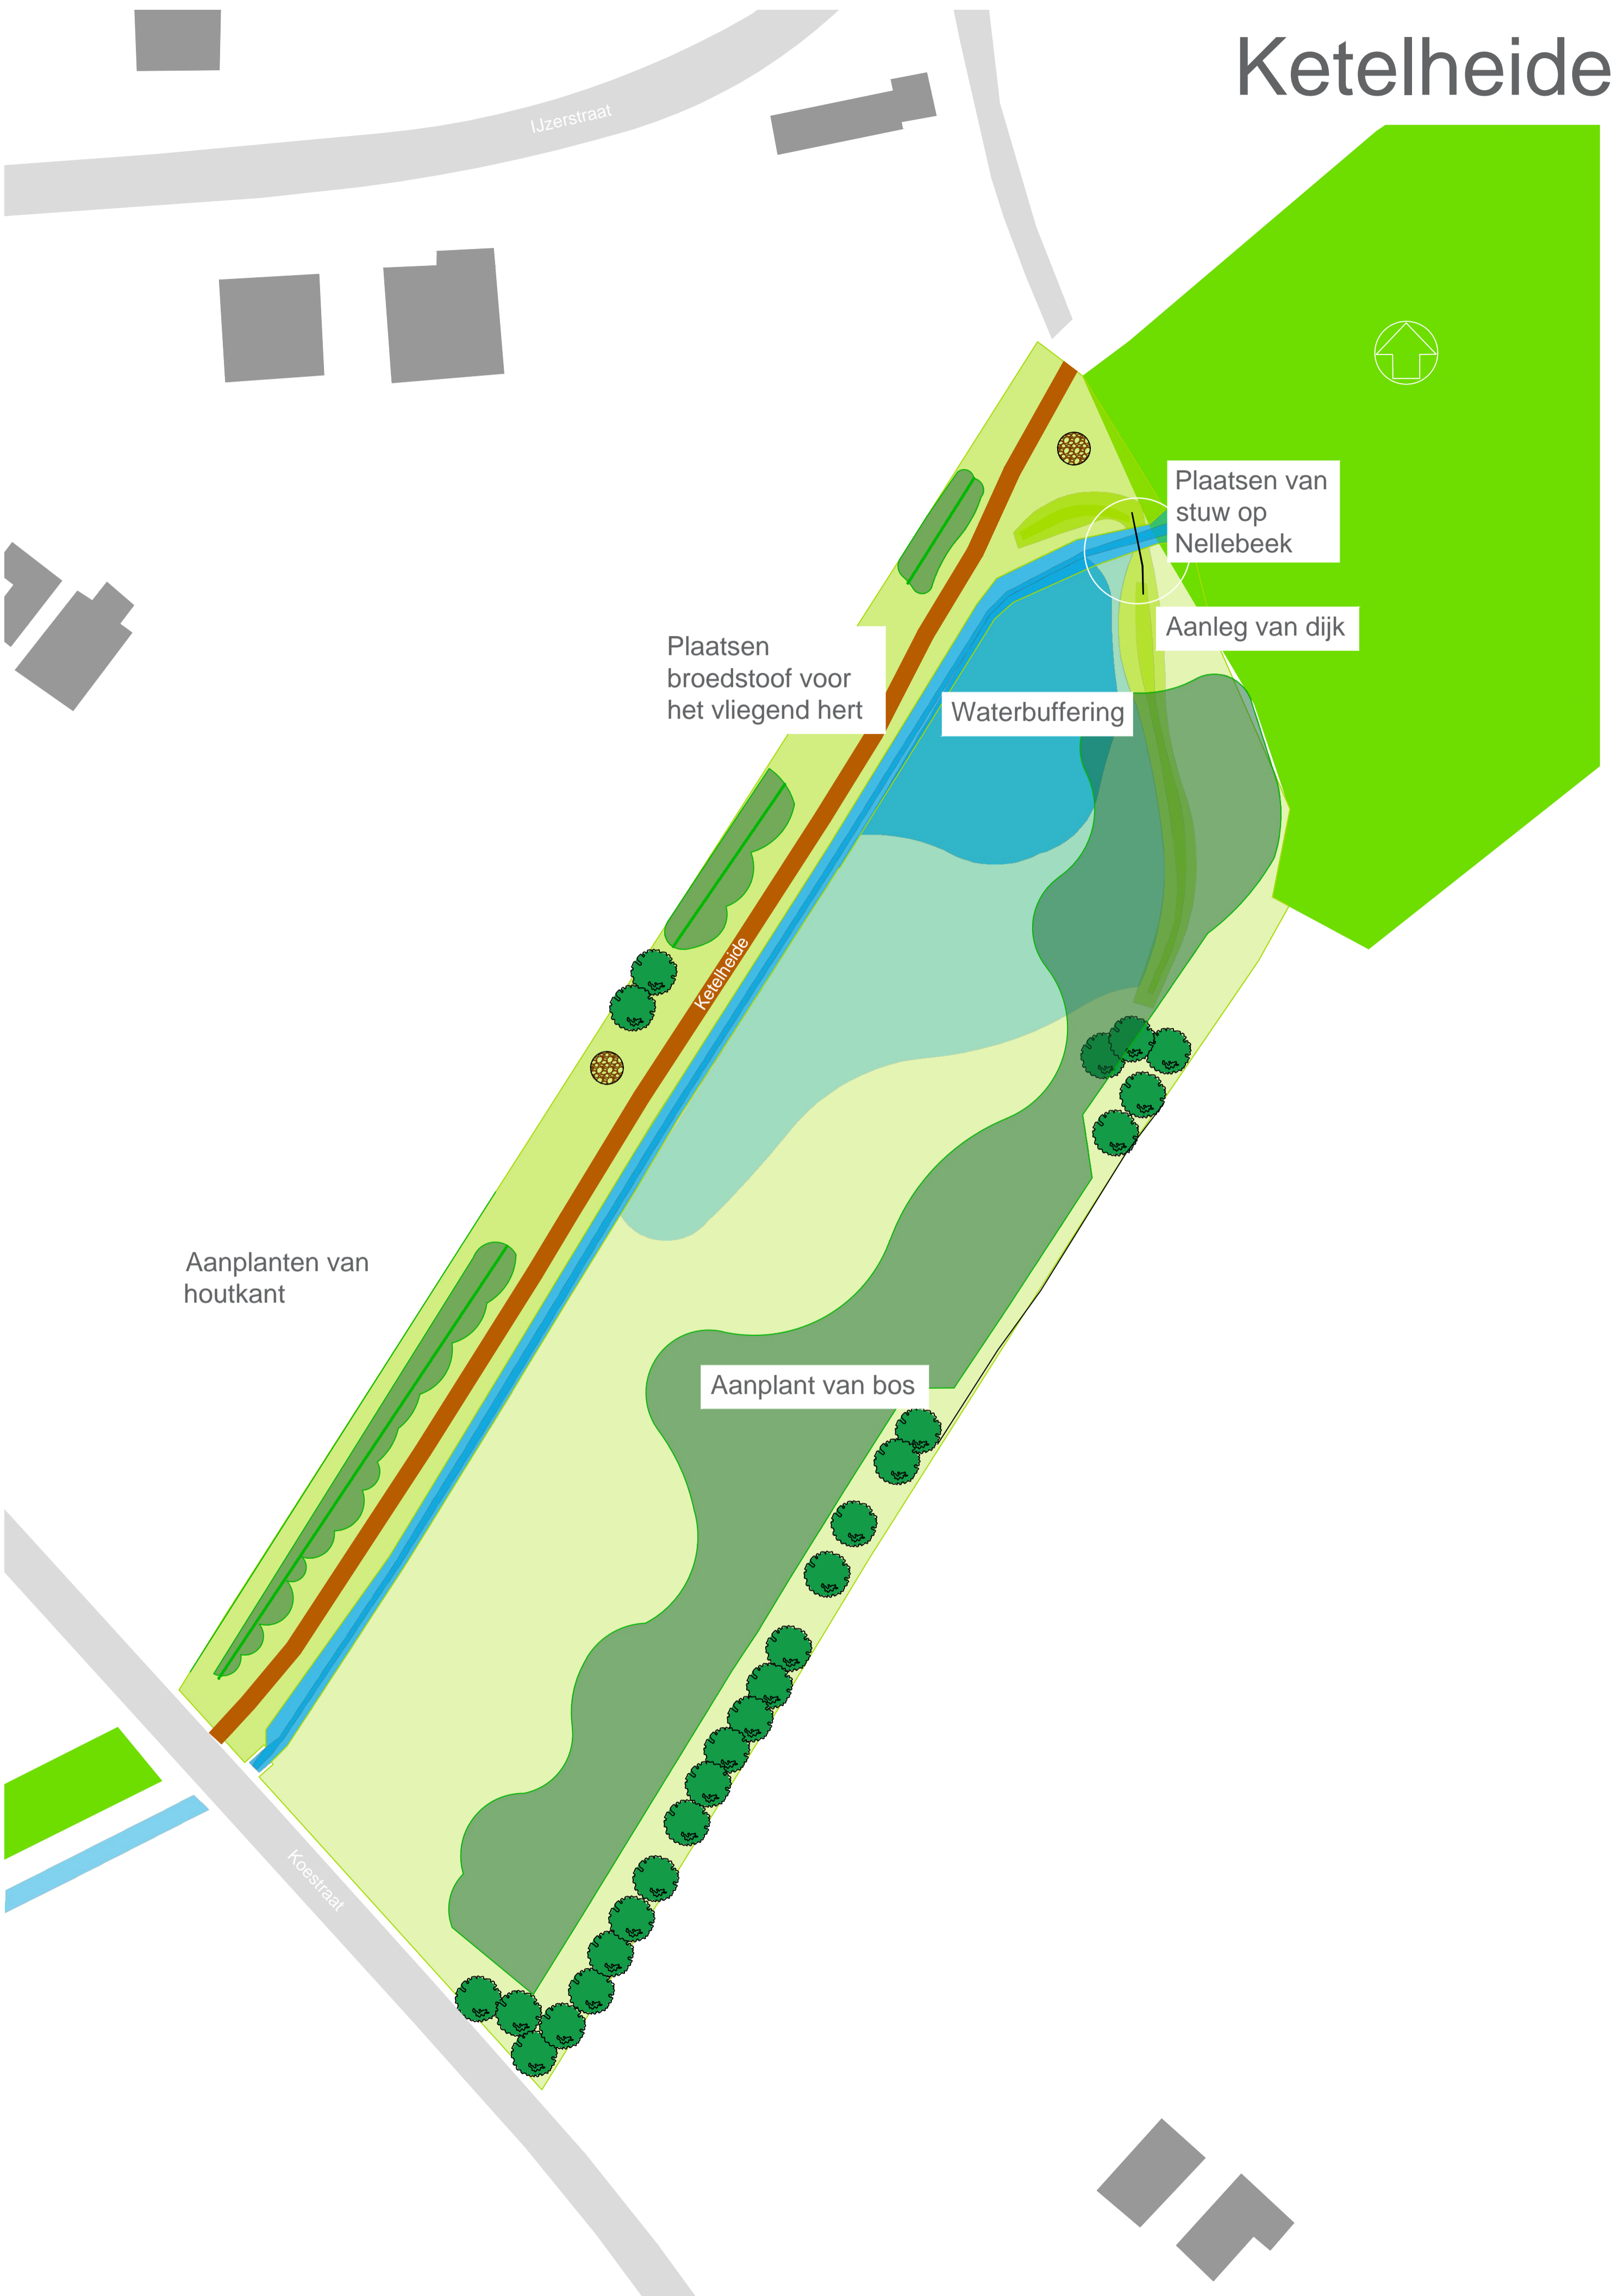 Ketelheide
IJzerstraat
Plaatsen van
stuw op
Nellebeek
Aanleg van dijk
Plaatsen
broedstoof voor
het vliegend hert
Waterbuffering
Ketelheide
Aanplanten van
houtkant
Aanplant van bos
Koestraat